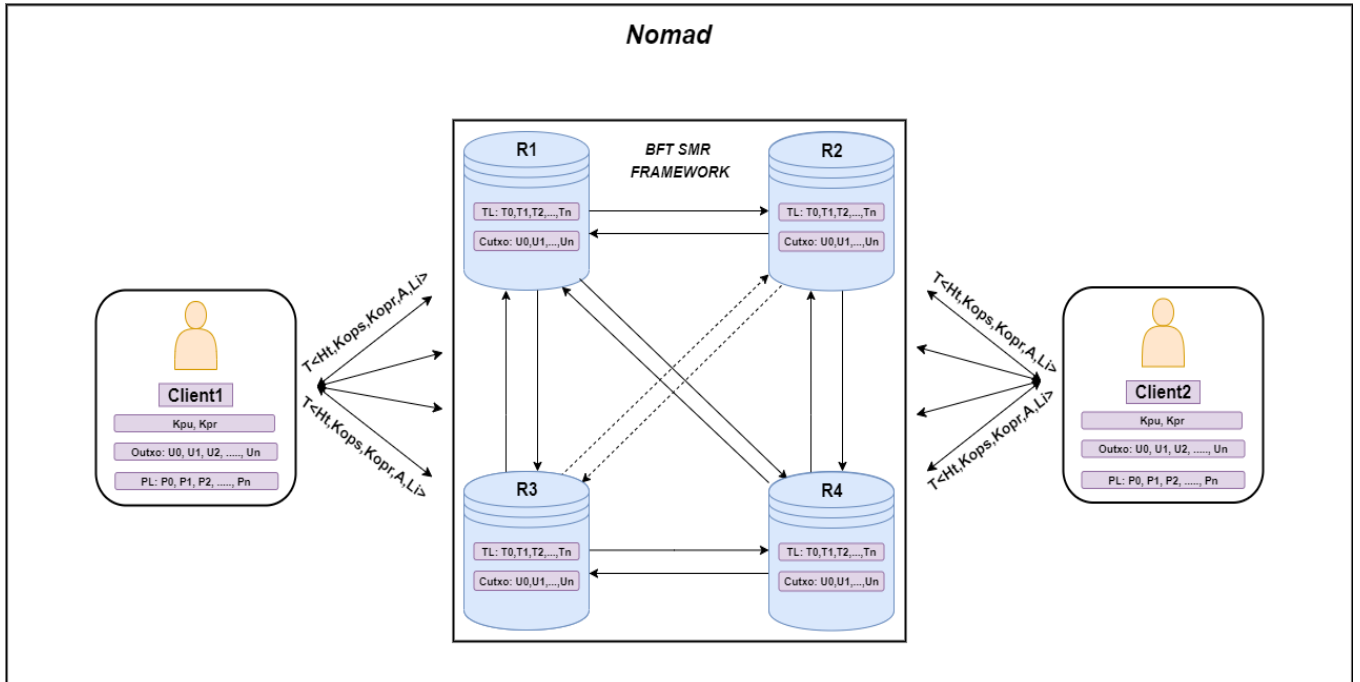 Nomad
BFT SMR
FRAMEWORK
R1
TL: T0,T1,T2,...,Tn
Cutxo: U0,U1,...,Un
R2
TL: T0,T1,T2,...,Tn
Cutxo: U0,U1,...,Un
T<Ht,Kops,Kopr,A,Li>
T<Ht,Kops,Kopr,A,Li>
Client1
Kpu, Kpr
Outxo: U0, U1, U2, ....., Un
PL: P0, P1, P2, ....., Pn
T<Ht,Kops,Kopr,A,Li>
T<Ht,Kops,Kopr,A,Li>
Client2
Kpu, Kpr
Outxo: U0, U1, U2, ....., Un
PL: P0, P1, P2, ....., Pn
R3
TL: T0,T1,T2,...,Tn
Cutxo: U0,U1,...,Un
R4
TL: T0,T1,T2,...,Tn
Cutxo: U0,U1,...,Un